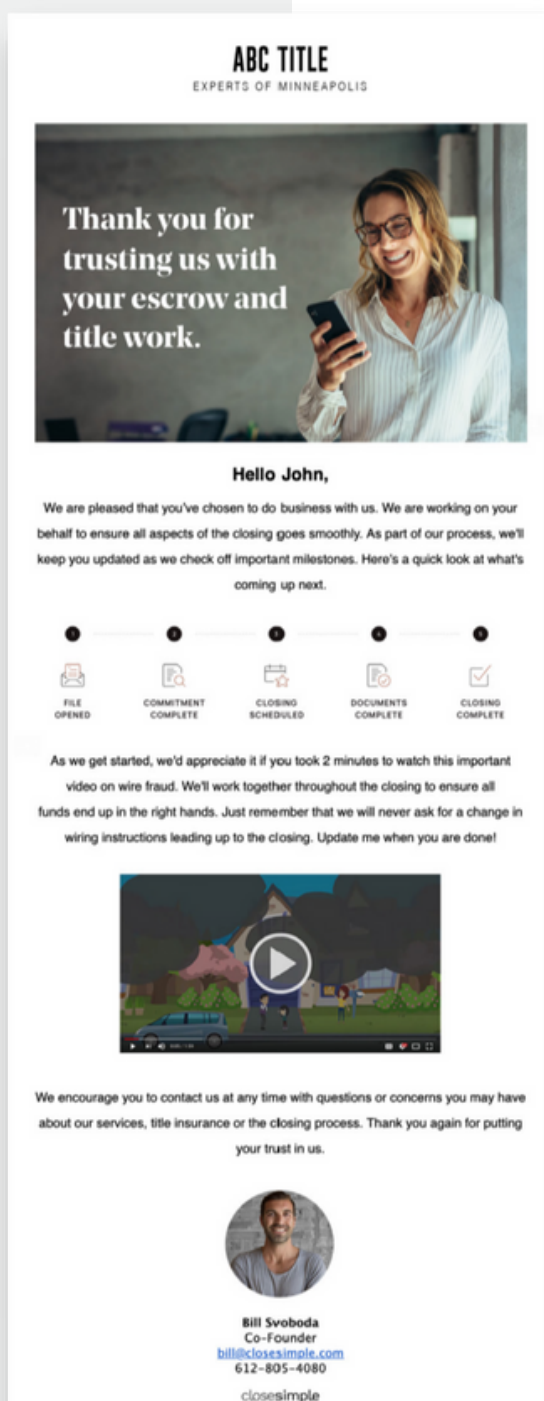 ABC TITLE
EXPERTS OF MINNEAPOLIS
Thank you for
trusting us with
your escrow and
title work.
Hello John,
We are pleased that you've chosen to do business with us. We are working on your
behalf to ensure all aspects of the closing goes smoothly. As part of our process, we'll
keep you updated as we check off important milestones. Here's a quick look at what's
coming up next.
1 2 3 4 5
FILE OPENED
COMMITMENT COMPLETE
CLOSING SCHEDULED
DOCUMENTS COMPLETE
CLOSING COMPLETE
As we get started, we'd appreciate it if you took 2 minutes to watch this important
video on wire fraud. We'll work together throughout the closing to ensure all
funds end up in the right hands. Just remember that we will never ask for a change in
wiring instructions leading up to the closing. Update me when you are done!
We encourage you to contact us at any time with questions or concerns you may have
about our services, title insurance or the closing process. Thank you again for putting
your trust in us.
Bill Svoboda
Co-Founder
bill@closesimple.com
612-805-4080
closesimple